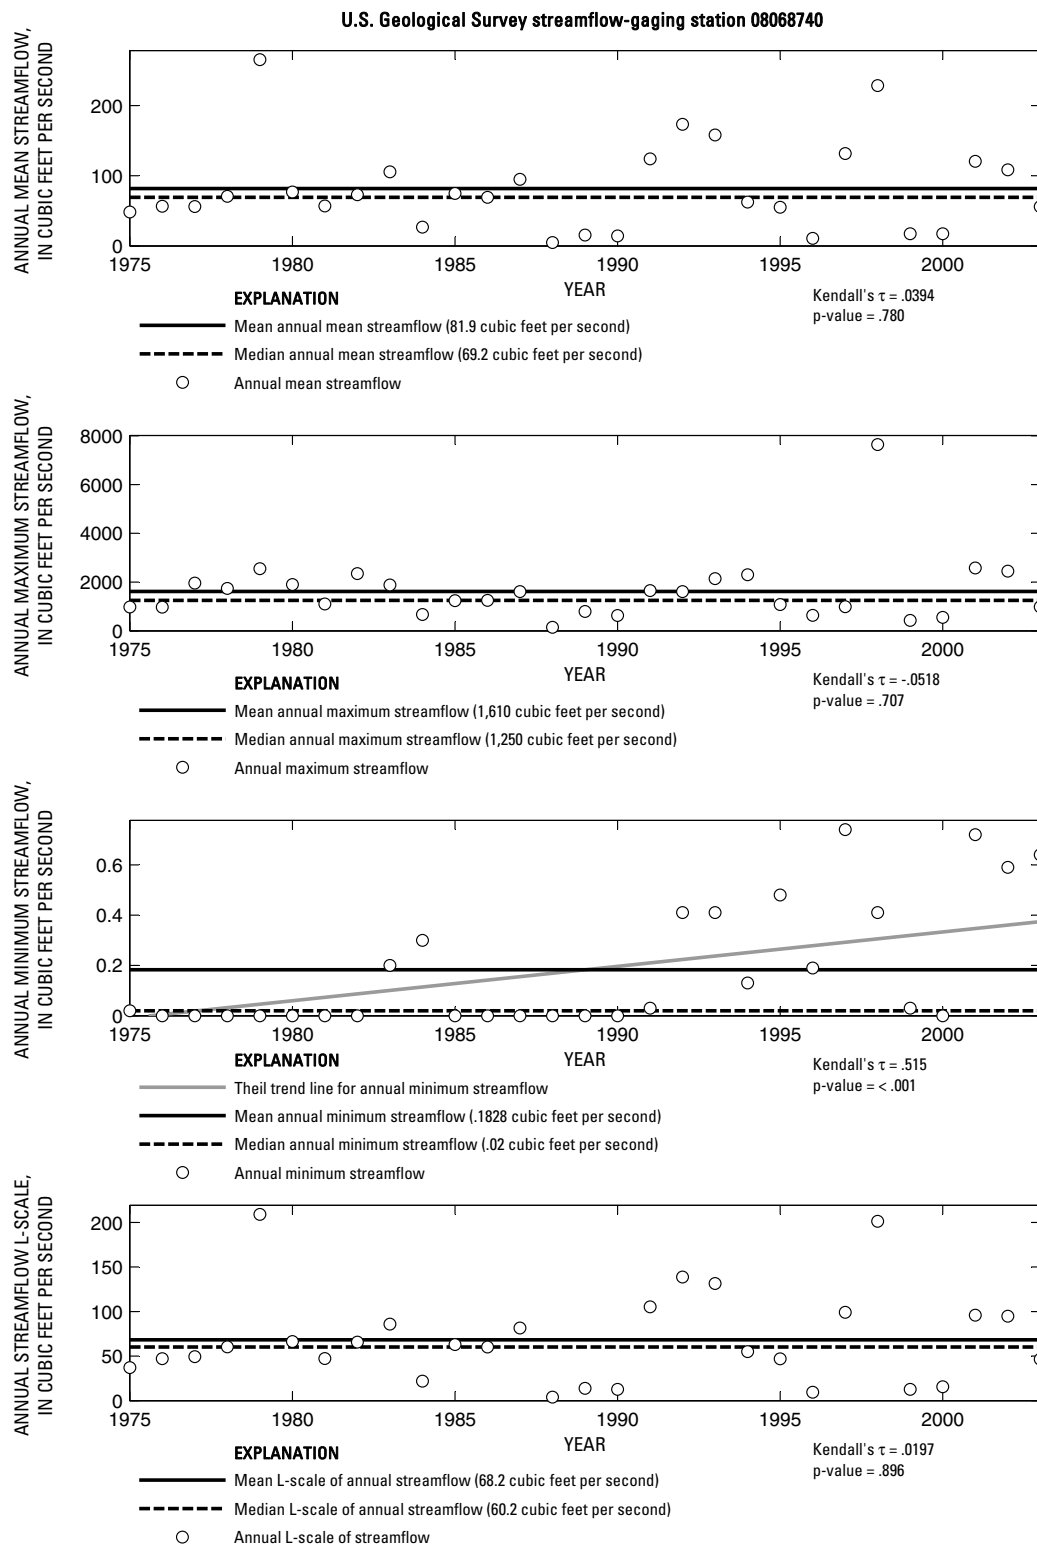 U.S. Geological Survey streamflow-gaging station 08068740
ANNUAL MEAN STREAMFLOW,
IN CUBIC FEET PER SECOND
200
100
0
1975 1980 1985 1990 1995 2000
YEAR
EXPLANATION
Mean annual mean streamflow (81.9 cubic feet per second)
Median annual mean streamflow (69.2 cubic feet per second)
Annual mean streamflow
Kendall's τ = .0394
p-value = .780
ANNUAL MAXIMUM STREAMFLOW,
IN CUBIC FEET PER SECOND
8000
6000
4000
2000
0
1975 1980 1985 1990 1995 2000
YEAR
EXPLANATION
Mean annual maximum streamflow (1,610 cubic feet per second)
Median annual maximum streamflow (1,250 cubic feet per second)
Annual maximum streamflow
Kendall's τ = -.0518
p-value = .707
ANNUAL MINIMUM STREAMFLOW,
IN CUBIC FEET PER SECOND
0.6
0.4
0.2
0
1975 1980 1985 1990 1995 2000
YEAR
EXPLANATION
Theil trend line for annual minimum streamflow
Mean annual minimum streamflow (.1828 cubic feet per second)
Median annual minimum streamflow (.02 cubic feet per second)
Annual minimum streamflow
Kendall's τ = .515
p-value = < .001
ANNUAL STREAMFLOW L-SCALE,
IN CUBIC FEET PER SECOND
200
150
100
50
0
1975 1980 1985 1990 1995 2000
YEAR
EXPLANATION
Mean L-scale of annual streamflow (68.2 cubic feet per second)
Median L-scale of annual streamflow (60.2 cubic feet per second)
Annual L-scale of streamflow
Kendall's τ = .0197
p-value = .896